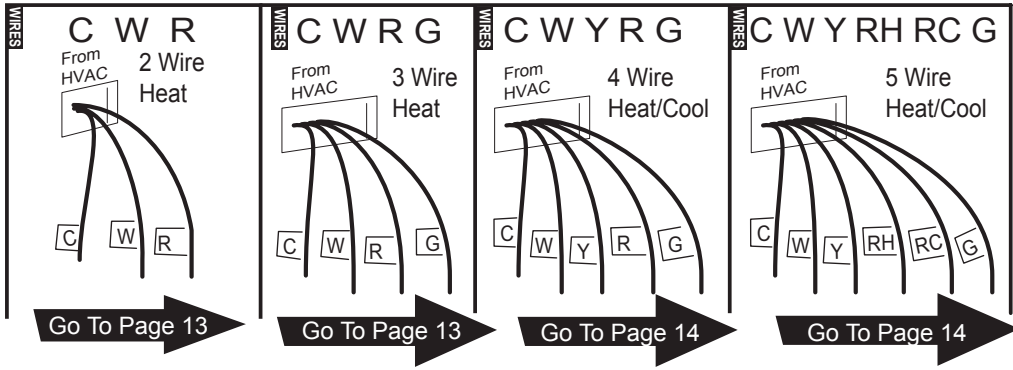 WIRES
C W R
From
HVAC
2 Wire
Heat
C
W
R
Go To Page 13
WIRES
C W R G
From
HVAC
3 Wire
Heat
C
W
R
G
Go To Page 13
WIRES
C W Y R G
From
HVAC
4 Wire
Heat/Cool
C
W
Y
R
G
Go To Page 14
WIRES
C W Y RH RC G
From
HVAC
5 Wire
Heat/Cool
C
W
Y
RH
RC
G
Go To Page 14